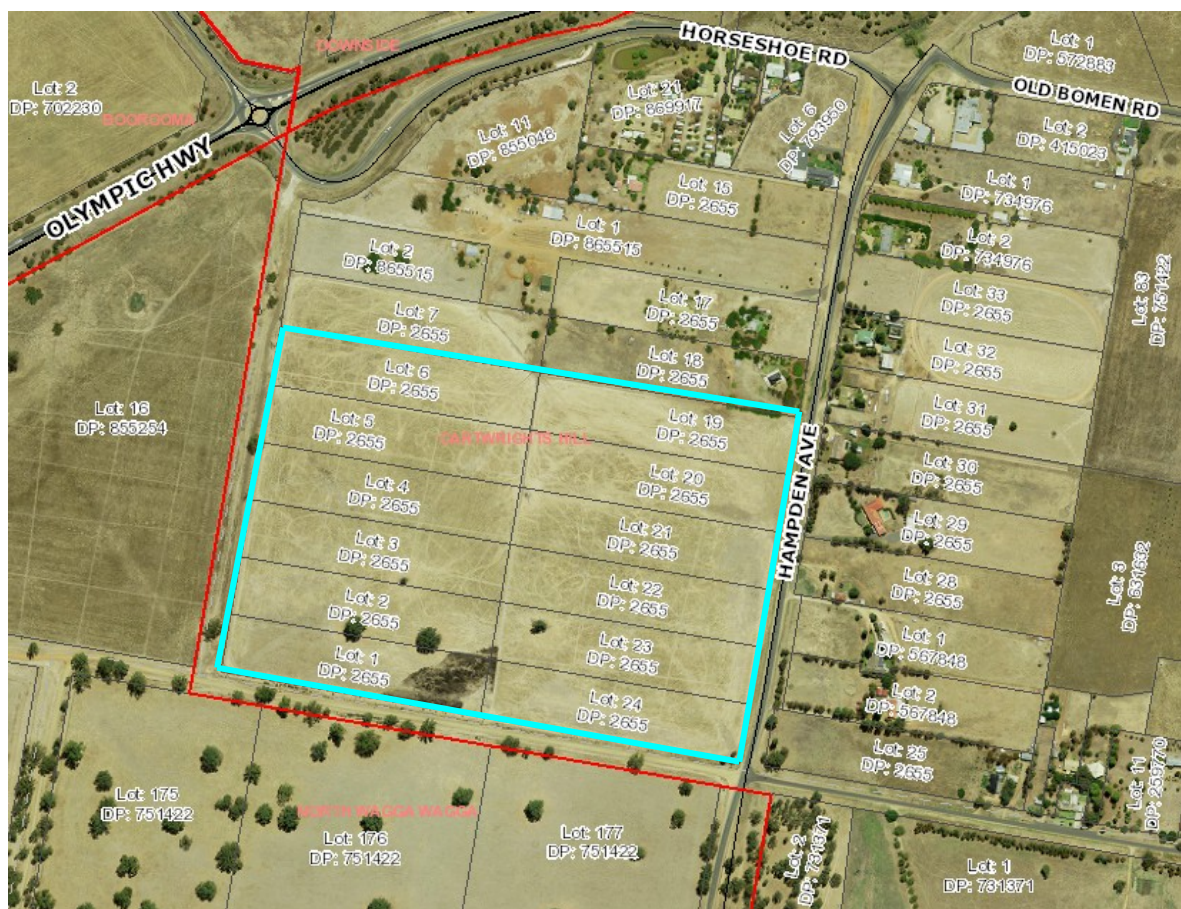 DOWNSIDE
HORSESHOE RD
Lot: 1
DP: 572883
Lot: 2
DP: 702230
BOOROOMA
Lot: 21
DP: 869917
OLD BOMEN RD
Lot: 11
DP: 855048
Lot: 6
DP: 793950
Lot: 2
DP: 415023
OLYMPIC HWY
Lot: 15
DP: 2655
Lot: 1
DP: 734976
Lot: 1
DP: 865515
Lot: 2
DP: 734976
Lot: 2
DP: 865515
Lot: 83
DP: 751422
Lot: 7
DP: 2655
Lot: 17
DP: 2655
Lot: 33
DP: 2655
Lot: 6
DP: 2655
Lot: 18
DP: 2655
Lot: 32
DP: 2655
Lot: 16
DP: 855254
Lot: 5
DP: 2655
CARTWRIGHTS HILL
Lot: 19
DP: 2655
Lot: 31
DP: 2655
HAMPDEN AVE
Lot: 4
DP: 2655
Lot: 20
DP: 2655
Lot: 30
DP: 2655
Lot: 3
DP: 2655
Lot: 21
DP: 2655
Lot: 29
DP: 2655
Lot: 2
DP: 2655
Lot: 22
DP: 2655
Lot: 28
DP: 2655
Lot: 3
DP: 631632
Lot: 1
DP: 2655
Lot: 23
DP: 2655
Lot: 1
DP: 567848
Lot: 24
DP: 2655
Lot: 2
DP: 567848
Lot: 25
DP: 2655
Lot: 11
DP: 259770
Lot: 175
DP: 751422
NORTH WAGGA WAGGA
Lot: 176
DP: 751422
Lot: 177
DP: 751422
Lot: 2
DP: 731371
Lot: 1
DP: 731371